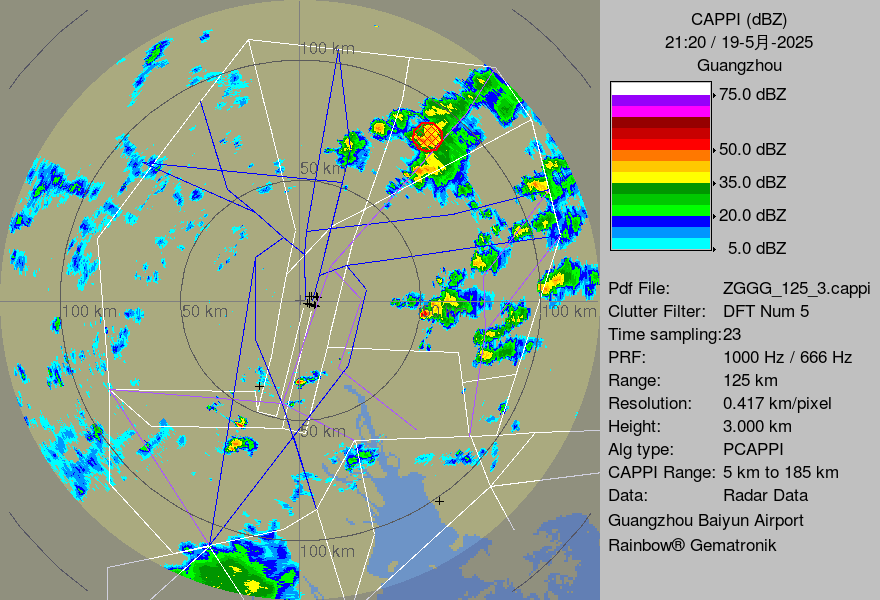 CAPPI (dBZ)
21:20 / 19-5月-2025
Guangzhou
75.0 dBZ
50.0 dBZ
35.0 dBZ
20.0 dBZ
5.0 dBZ
Pdf File: ZGGG_125_3.cappi
Clutter Filter: DFT Num 5
Time sampling:23
PRF: 1000 Hz / 666 Hz
Range: 125 km
Resolution: 0.417 km/pixel
Height: 3.000 km
Alg type: PCAPPI
CAPPI Range: 5 km to 185 km
Data: Radar Data
Guangzhou Baiyun Airport
Rainbow® Gematronik
100 km
50 km
100 km
50 km
100 km
50 km
100 km